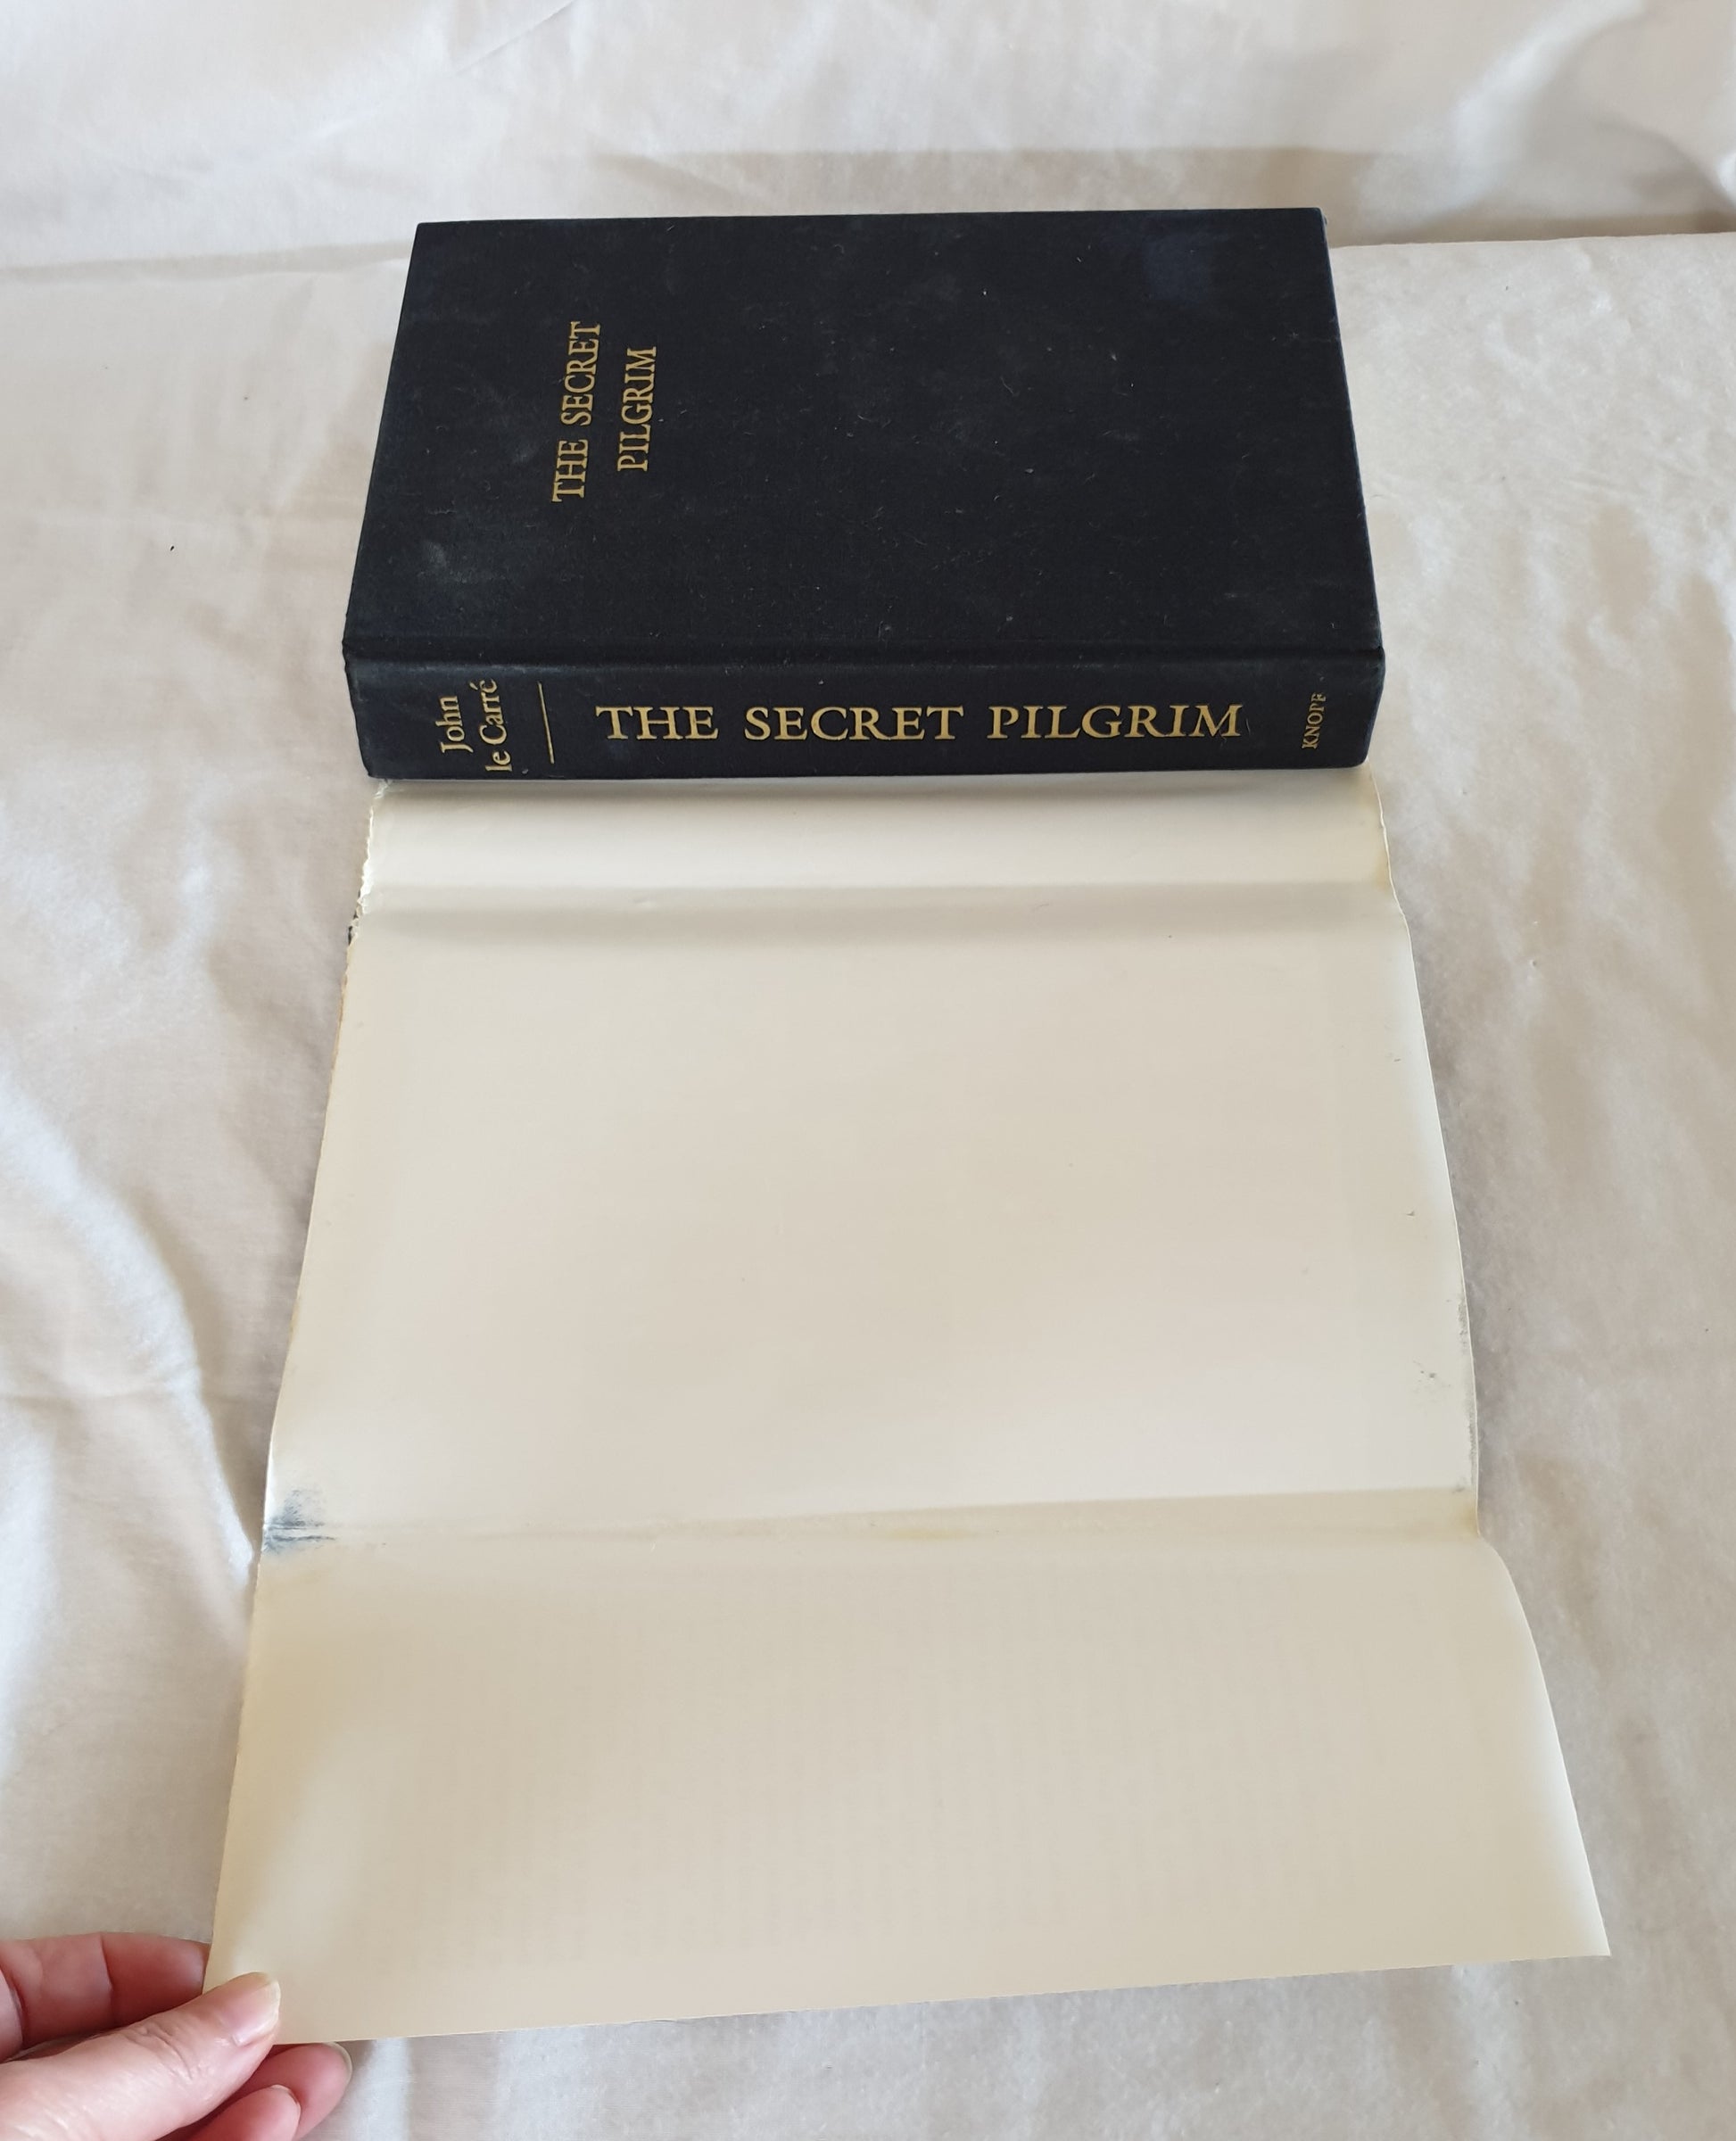 THE SECRET
PILGRIM
John
le Carré
THE SECRET PILGRIM
KNOPF